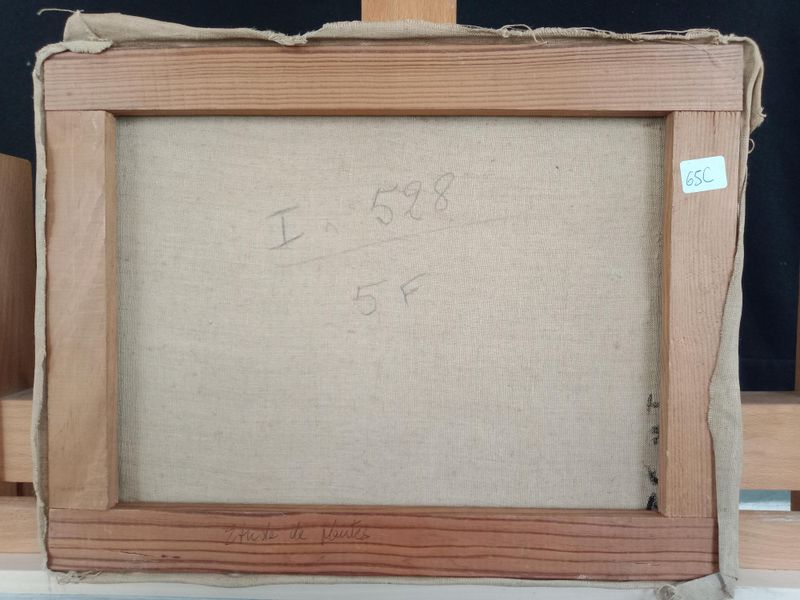 I n 528
5 F
65C
Etude de plantes